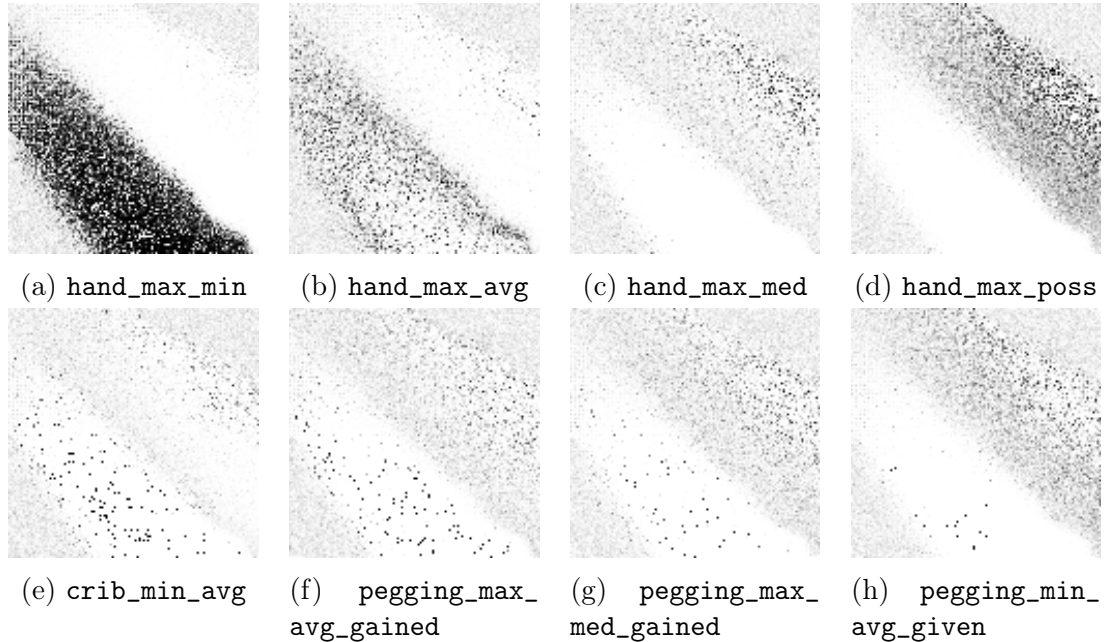 (a) hand_max_min (b) hand_max_avg (c) hand_max_med (d) hand_max_poss
(e) crib_min_avg (f) pegging_max_ (g) pegging_max_ (h) pegging_min_
avg_gained med_gained avg_given